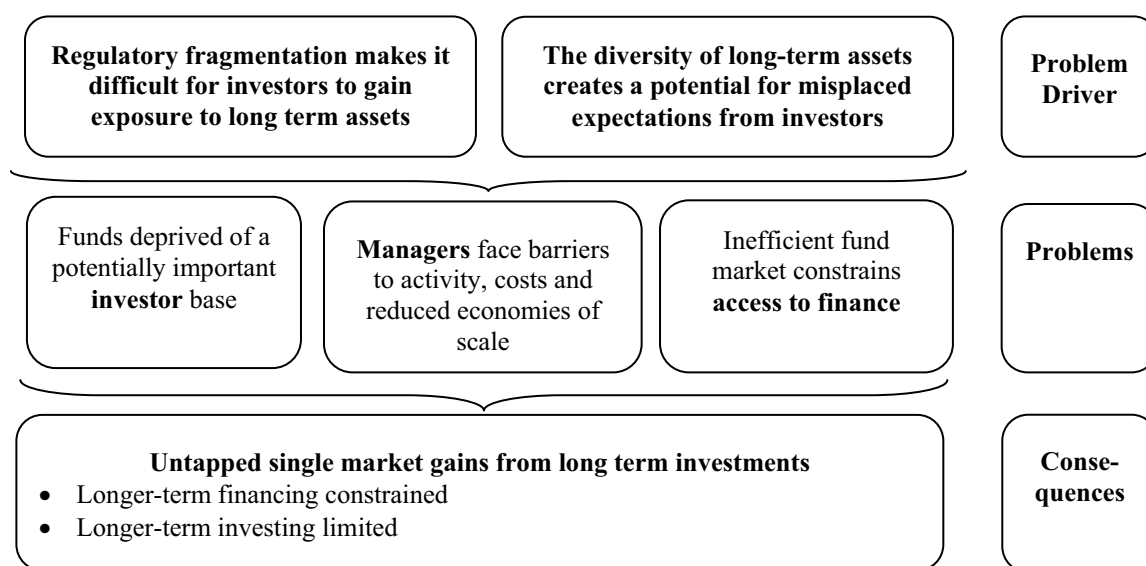 Regulatory fragmentation makes it
difficult for investors to gain
exposure to long term assets
The diversity of long-term assets
creates a potential for misplaced
expectations from investors
Problem
Driver
Funds deprived of a
potentially important
investor base
Managers face barriers
to activity, costs and
reduced economies of
scale
Inefficient fund
market constrains
access to finance
Problems
Untapped single market gains from long term investments
• Longer-term financing constrained
• Longer-term investing limited
Conse-
quences